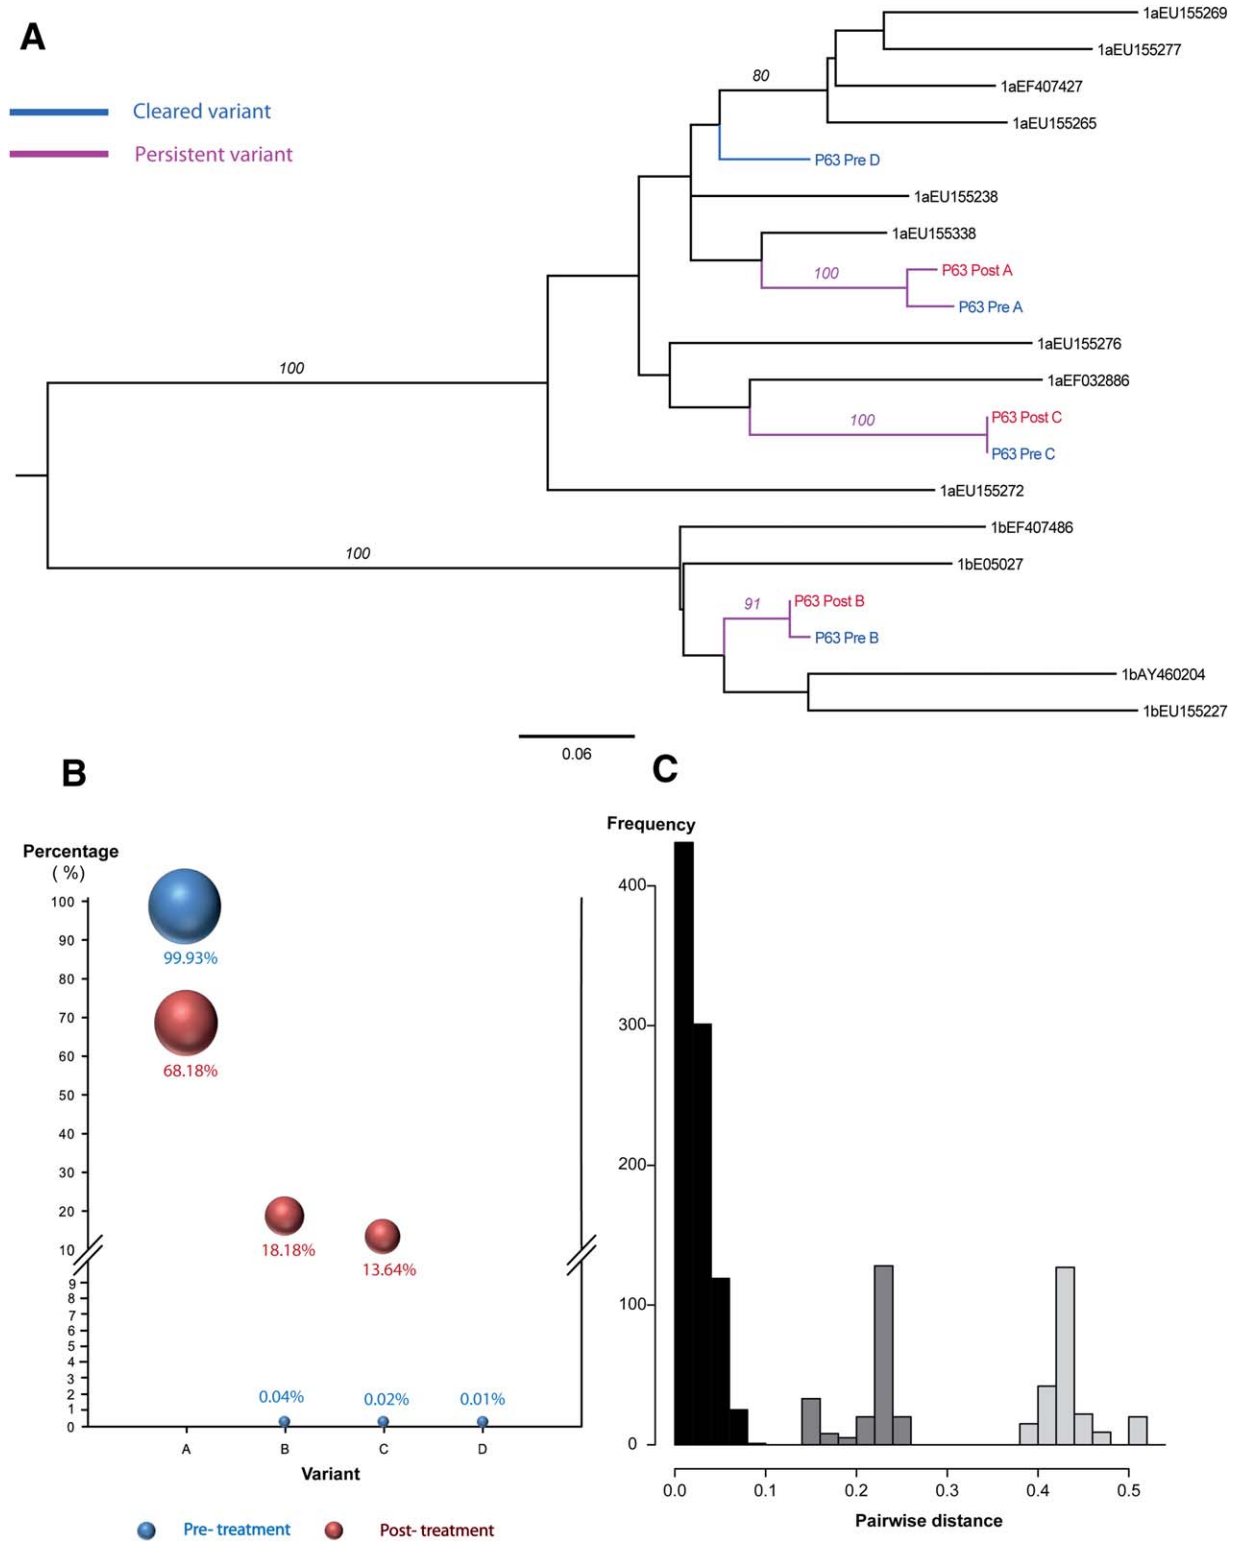 A
Cleared variant
Persistent variant
1aEU155269
1aEU155277
80
1aEF407427
1aEU155265
P63 Pre D
1aEU155238
1aEU155338
100
P63 Post A
P63 Pre A
1aEU155276
100
1aEF032886
100
P63 Post C
P63 Pre C
1aEU155272
1bEF407486
100
1bE05027
91
P63 Post B
P63 Pre B
1bAY460204
1bEU155227
0.06
B
Percentage
( %)
100
90
80
70
60
50
40
30
20
10
9
8
7
6
5
4
3
2
1
0
99.93%
68.18%
18.18%
13.64%
0.04%
0.02%
0.01%
A
B
C
D
Variant
Pre- treatment
Post- treatment
C
Frequency
400
300
200
100
0
0.0
0.1
0.2
0.3
0.4
0.5
Pairwise distance